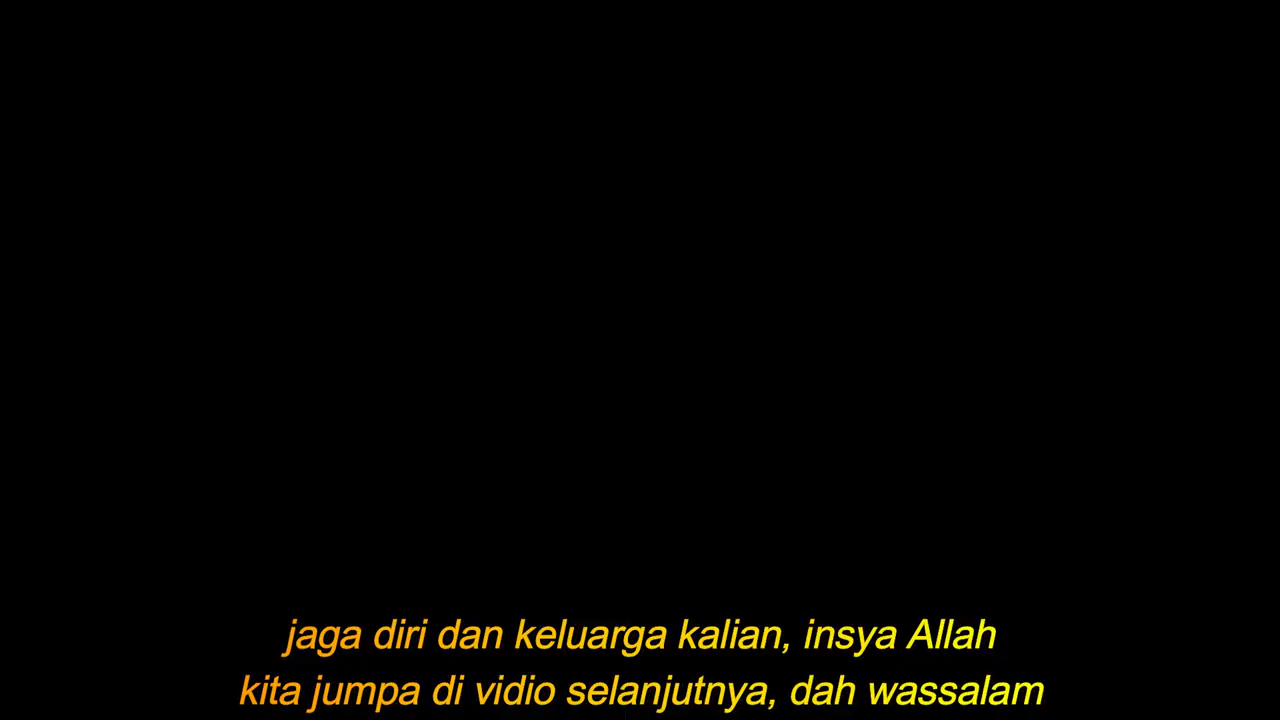 jaga diri dan keluarga kalian, insya Allah
kita jumpa di vidio selanjutnya, dah wassalam